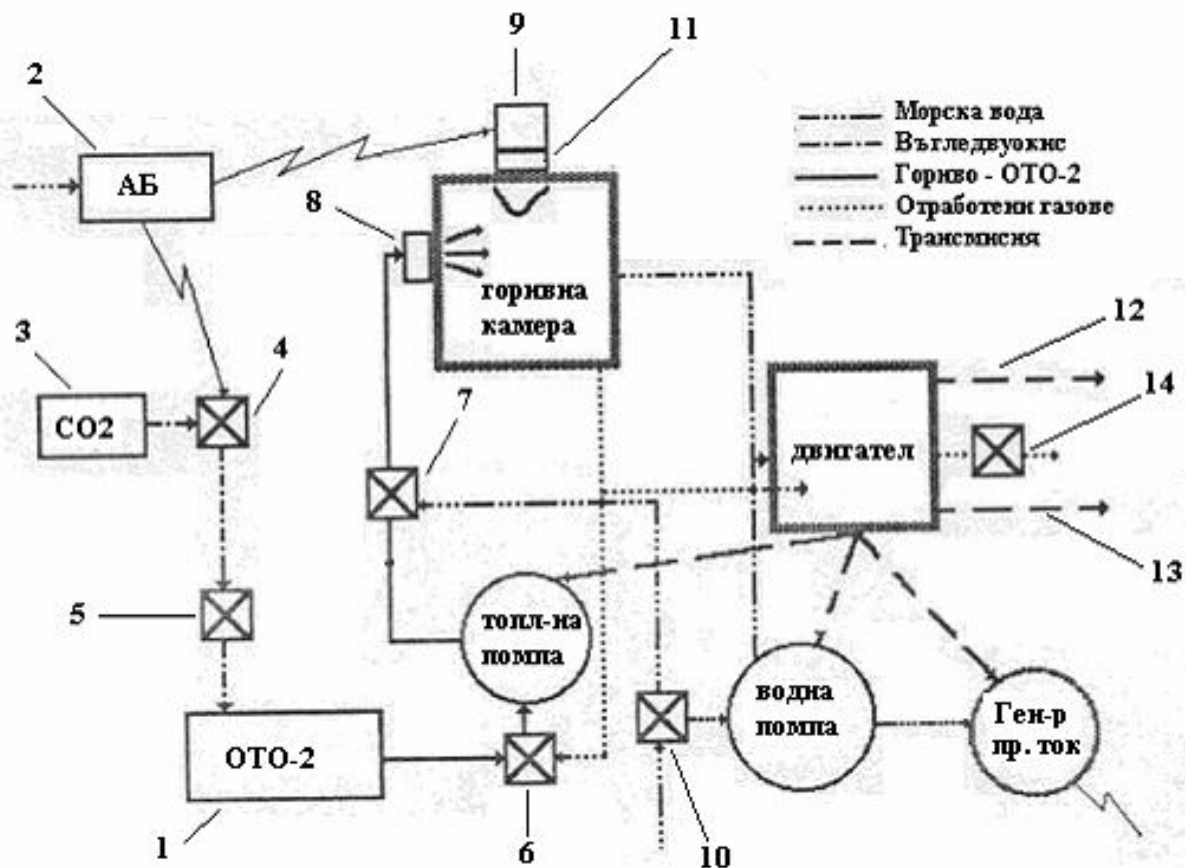 9
11
2
Морска вода
Въгледвуокис
АБ
Гориво - ОТО-2
8
Отработени газове
Трансмисия
горивна
камера
12
3
4
14
7
СО2
двигател
5
13
топл-на
помпа
водна
помпа
Ген-р
пр. ток
ОТО-2
1
6
10